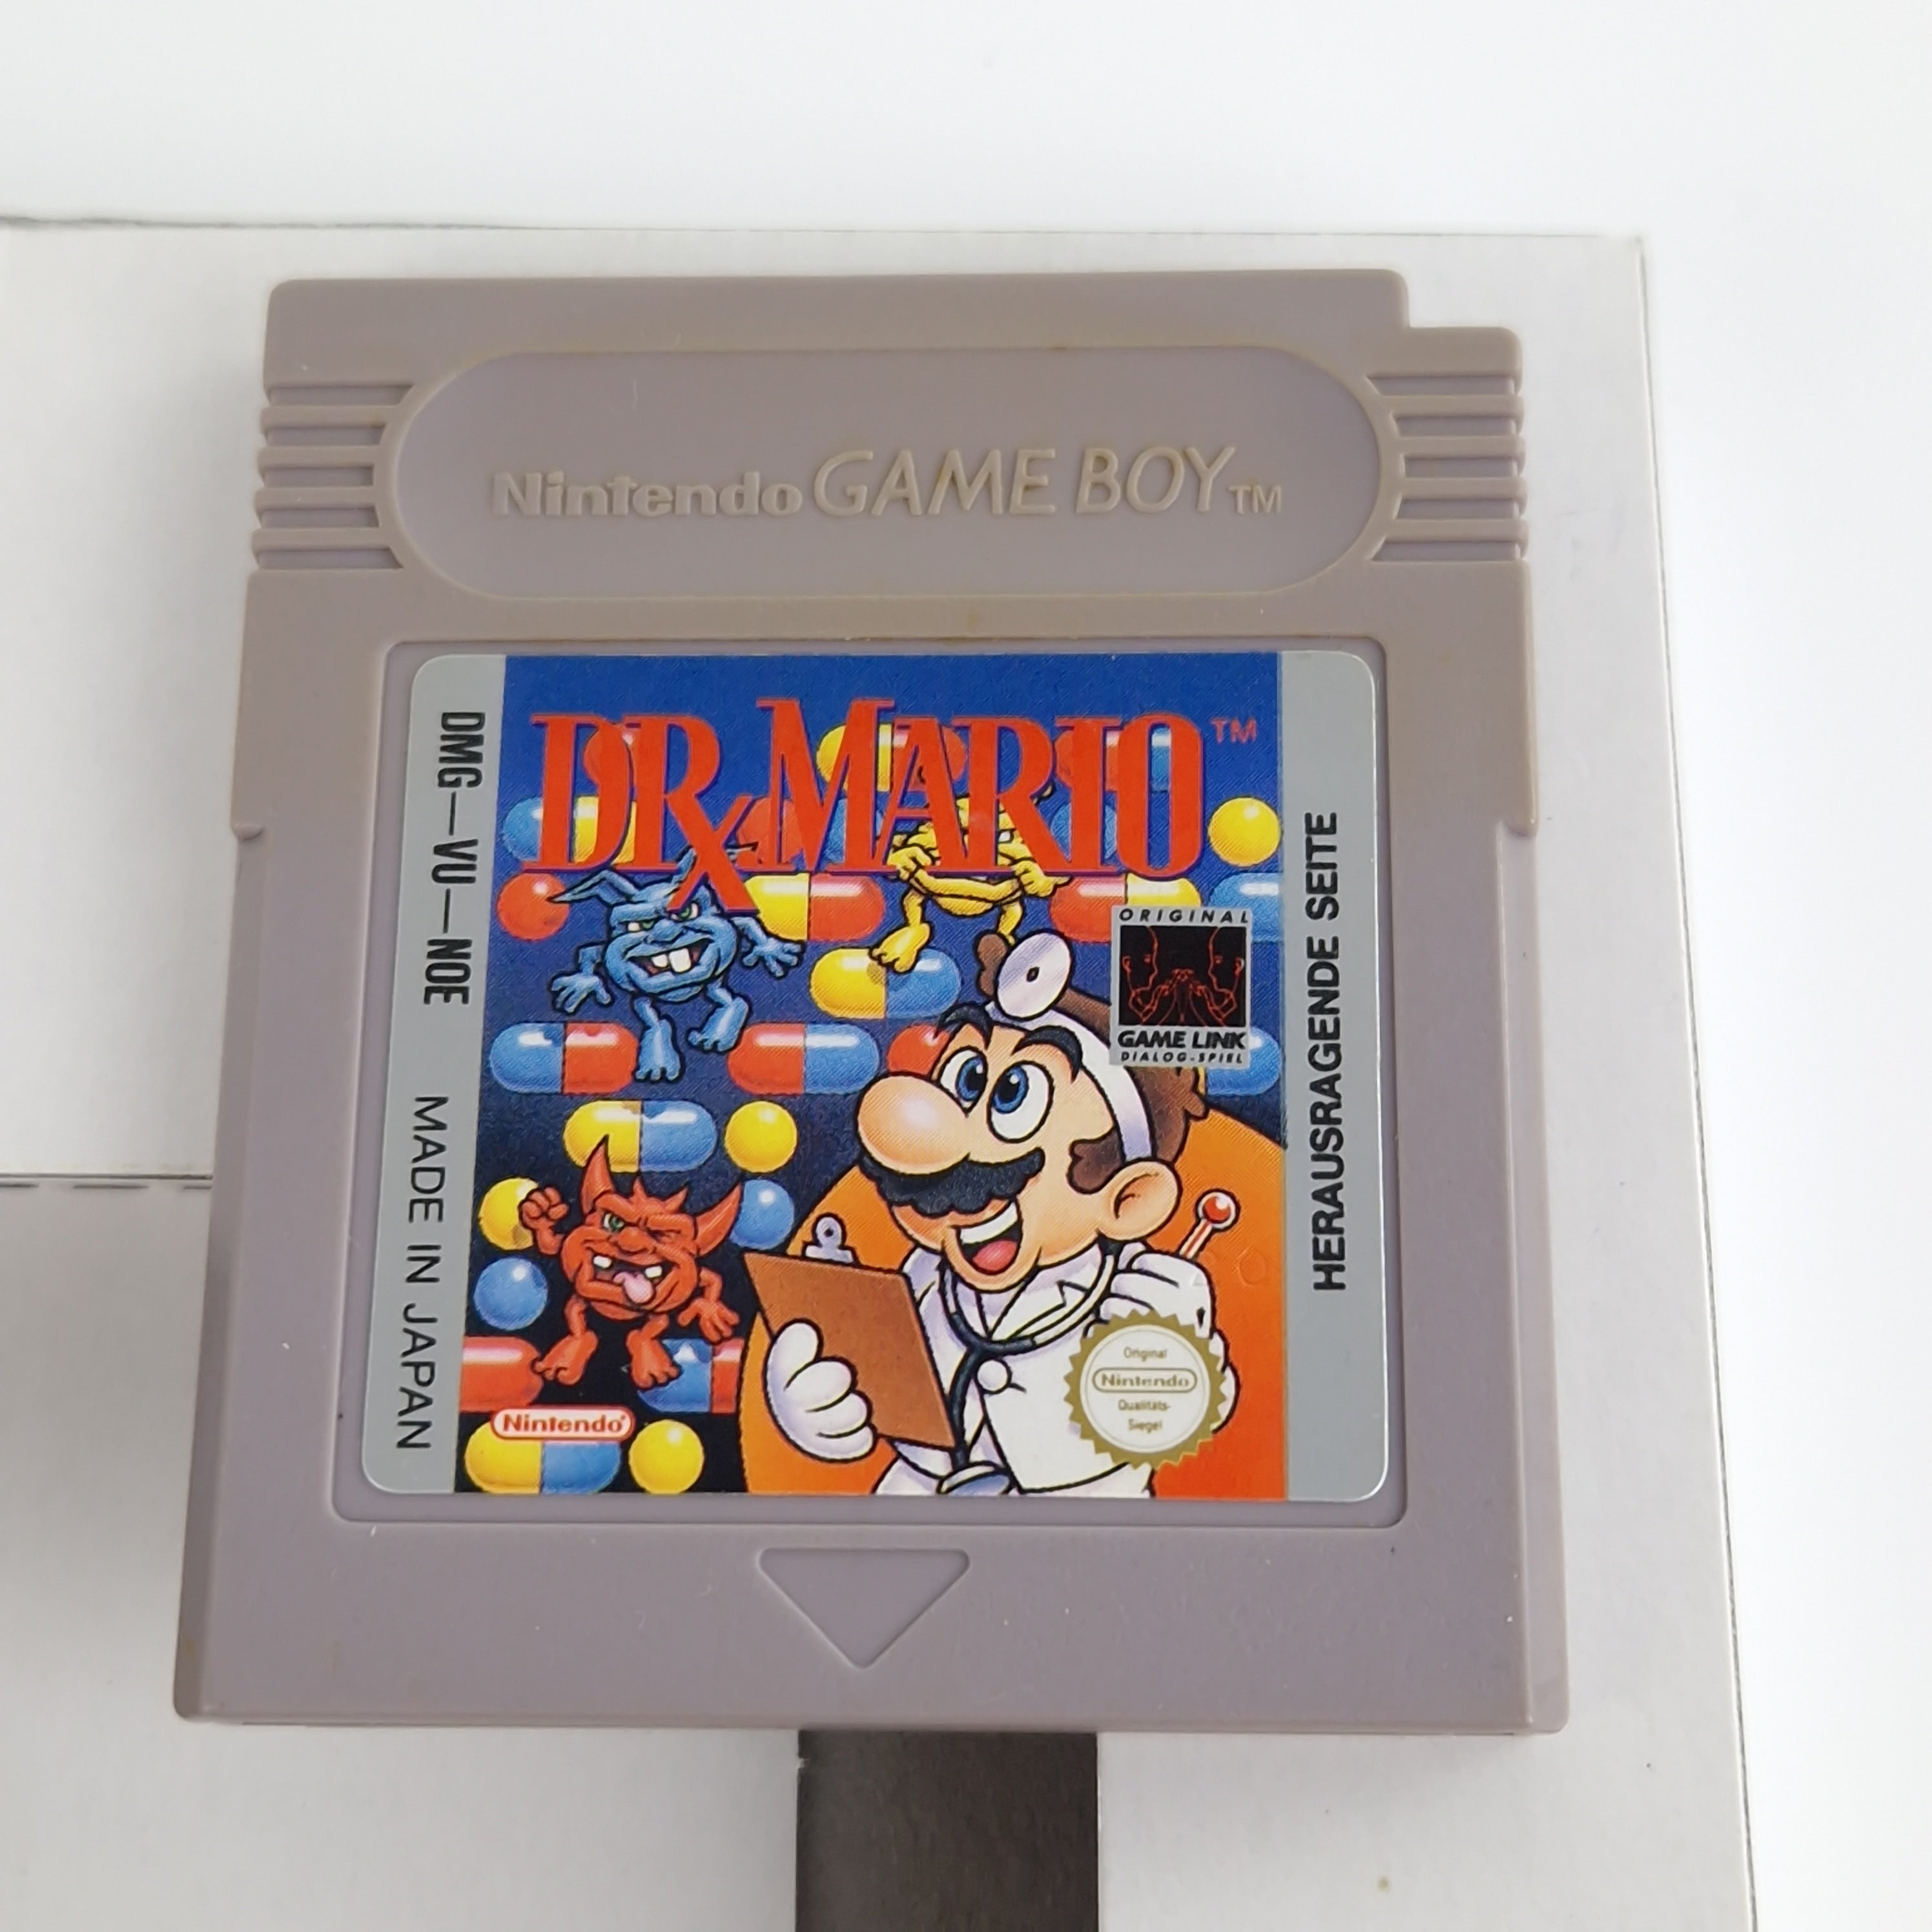 Nintendo GAME BOY TM
DR. MARIO TM
DMG-VU-NOE MADE IN JAPAN
HERAUSRAGENDE SEITE
ORIGINAL
GAME LINK
DIALOG-SPIEL
Original
Nintendo
Qualitäts-
Siegel
Nintendo®